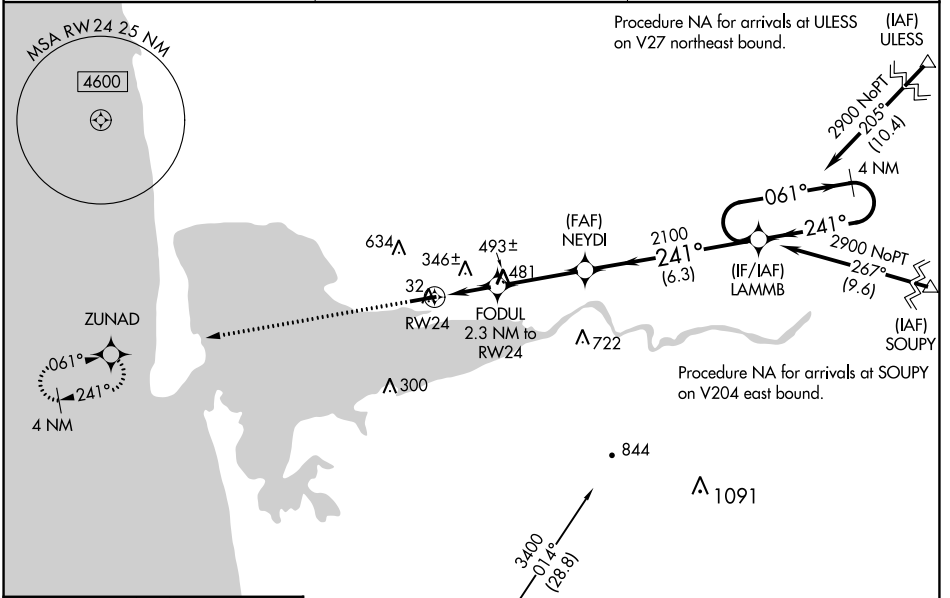 MSA RW24 25 NM
4600
Procedure NA for arrivals at ULESS
on V27 northeast bound.
(IAF)
ULESS
2900 NoPT
205°
(10.4)
4 NM
061°
241°
(FAF)
NEYDI
2100
241°
(6.3)
(IF/IAF)
LAMMB
2900 NoPT
267°
(9.6)
(IAF)
SOUPY
634
346±
493±
481
32
RW24
FODUL
2.3 NM to
RW24
ZUNAD
061°
241°
4 NM
722
300
Procedure NA for arrivals at SOUPY
on V204 east bound.
844
1091
3400
014°
(28.8)